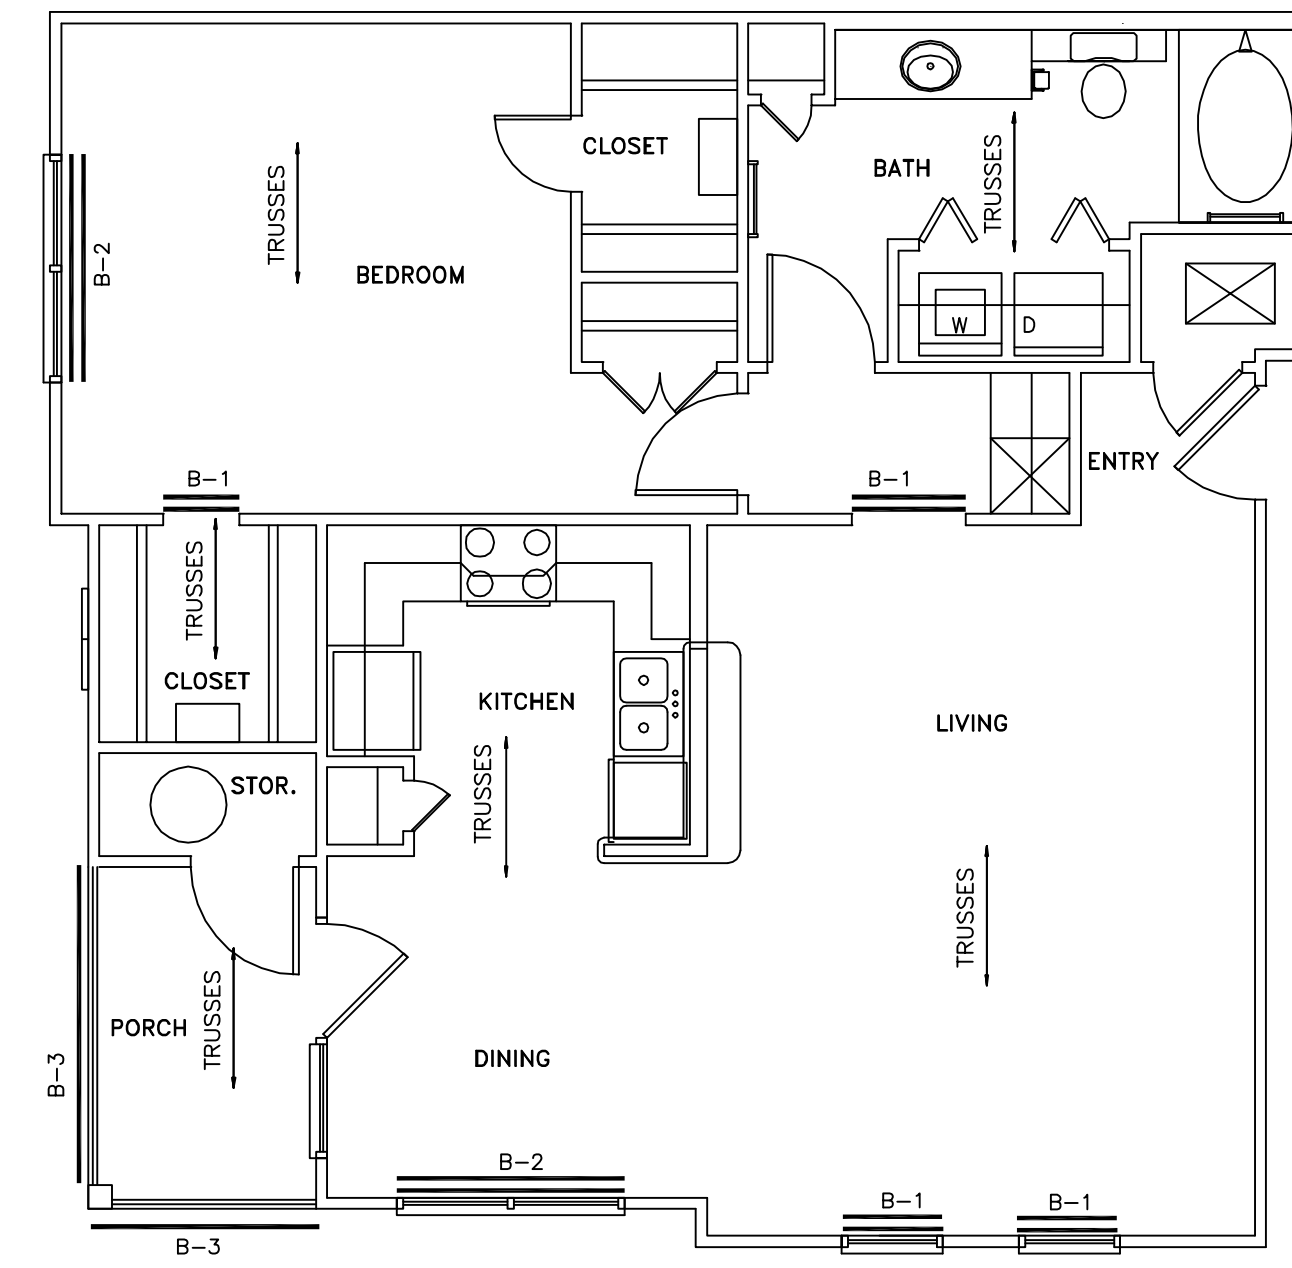 CLOSET
BATH
TRUSSES
TRUSSES
B-2
BEDROOM
W
D
ENTRY
B-1
B-1
TRUSSES
CLOSET
KITCHEN
LIVING
STOR.
TRUSSES
TRUSSES
PORCH
TRUSSES
DINING
B-3
B-2
B-1
B-1
B-3